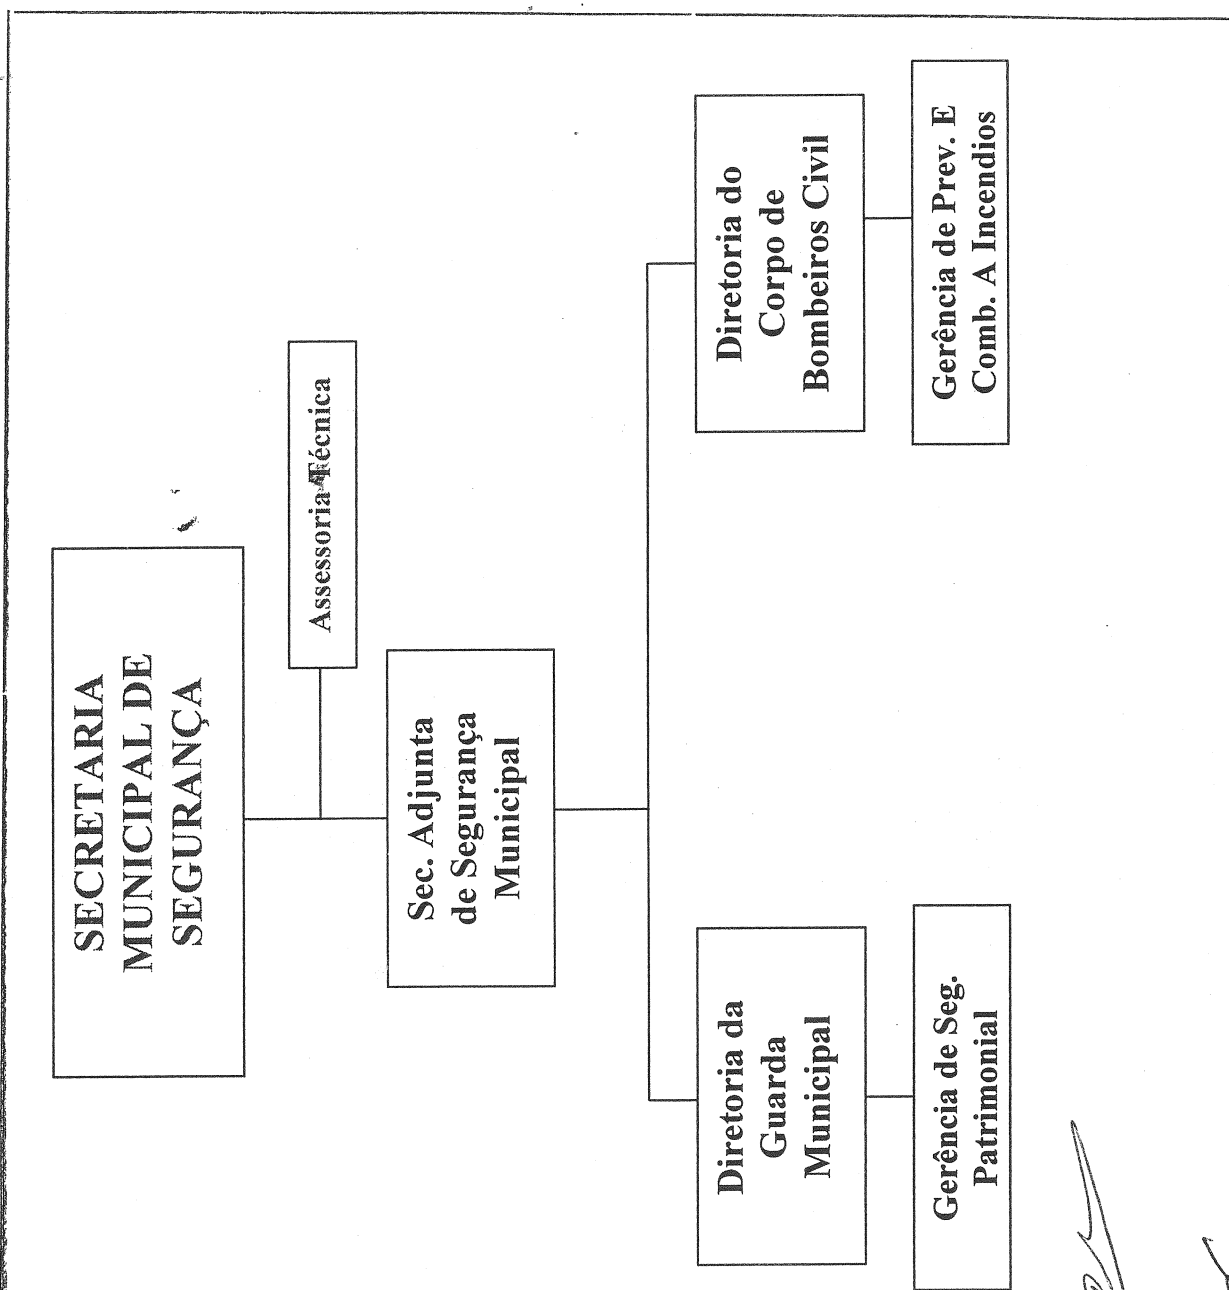 SECRETARIA
MUNICIPAL DE
SEGURANÇA
Assessoria Técnica
Sec. Adjunta
de Segurança
Municipal
Diretoria da
Guarda
Municipal
Diretoria do
Corpo de
Bombeiros Civil
Gerência de Seg.
Patrimonial
Gerência de Prev. E
Comb. A Incendios